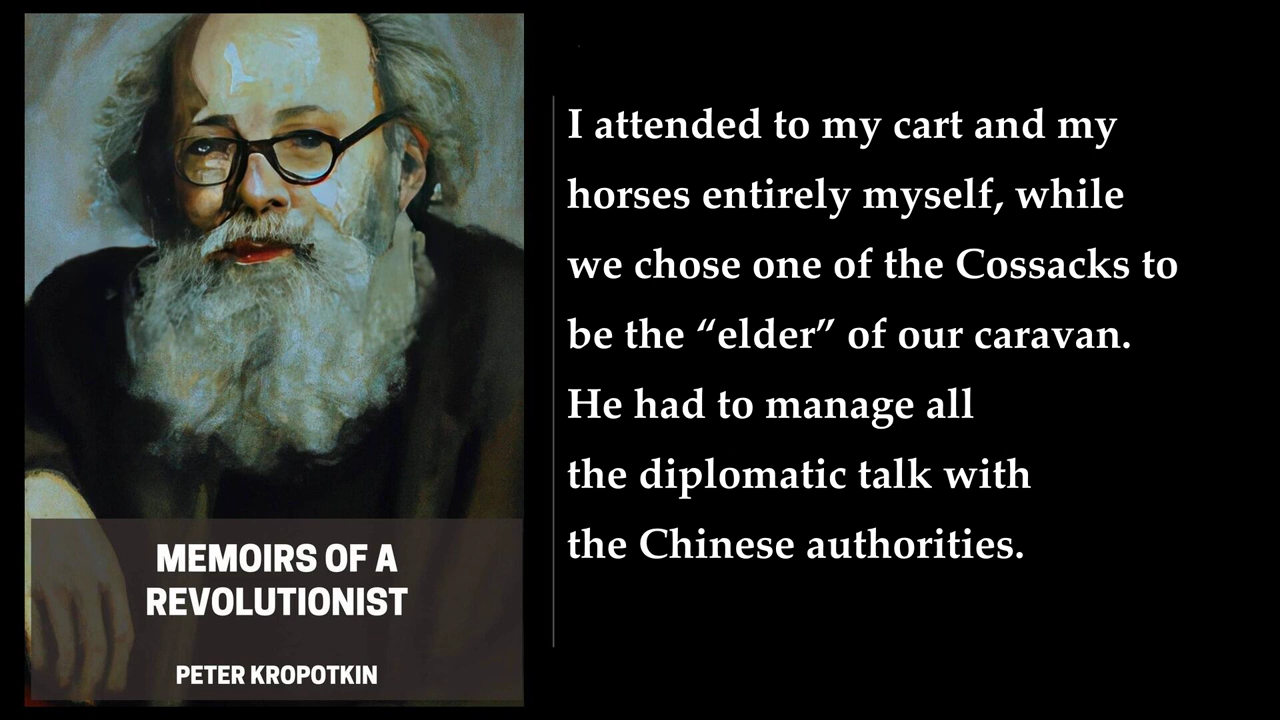 MEMOIRS OF A
REVOLUTIONIST
PETER KROPOTKIN
I attended to my cart and my
horses entirely myself, while
we chose one of the Cossacks to
be the “elder” of our caravan.
He had to manage all
the diplomatic talk with
the Chinese authorities.